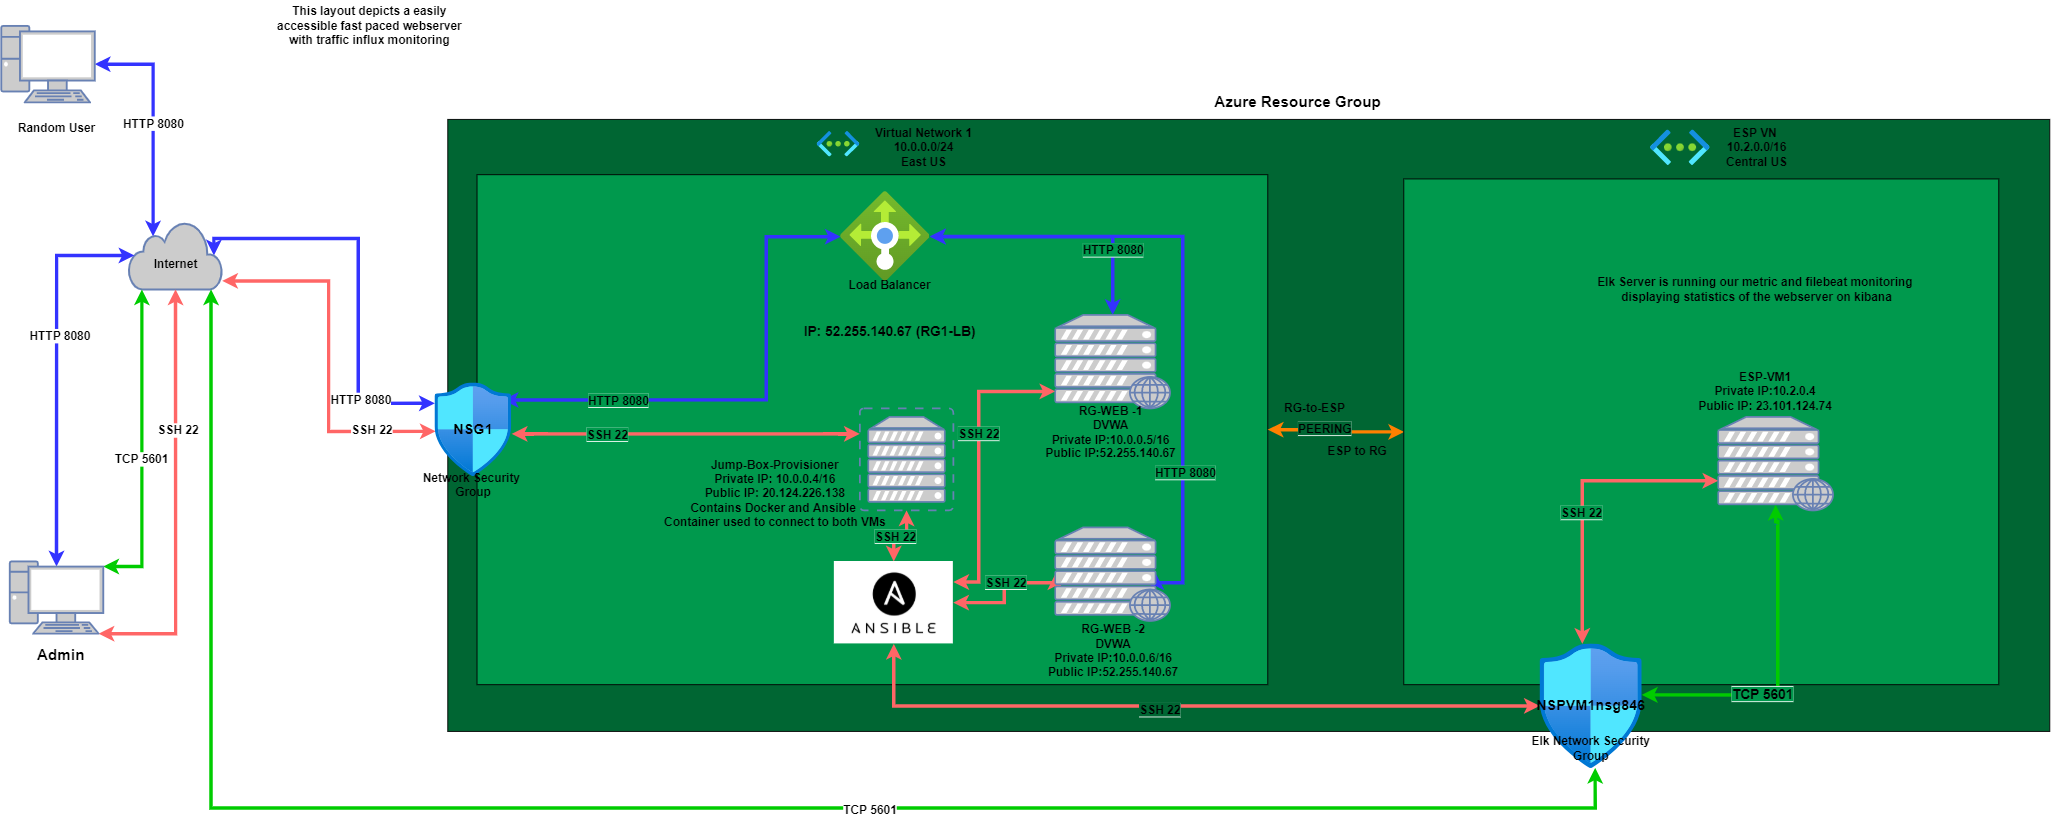 This layout depicts a easily
accessible fast paced webserver
with traffic influx monitoring
Random User
HTTP 8080
Internet
HTTP 8080
TCP 5601
SSH 22
Admin
HTTP 8080
SSH 22
Azure Resource Group
Virtual Network 1
10.0.0.0/24
East US
Load Balancer
IP: 52.255.140.67 (RG1-LB)
HTTP 8080
NSG1
Network Security
Group
HTTP 8080
SSH 22
Jump-Box-Provisioner
Private IP: 10.0.0.4/16
Public IP: 20.124.226.138
Contains Docker and Ansible
Container used to connect to both VMs
SSH 22
ANSIBLE
SSH 22
RG-WEB -1
DVWA
Private IP:10.0.0.5/16
Public IP:52.255.140.67
HTTP 8080
SSH 22
RG-WEB -2
DVWA
Private IP:10.0.0.6/16
Public IP:52.255.140.67
RG-to-ESP
PEERING
ESP to RG
ESP VN
10.2.0.0/16
Central US
Elk Server is running our metric and filebeat monitoring
displaying statistics of the webserver on kibana
ESP-VM1
Private IP:10.2.0.4
Public IP: 23.101.124.74
SSH 22
TCP 5601
SSH 22
NSPVM1nsg846
Elk Network Security
Group
TCP 5601